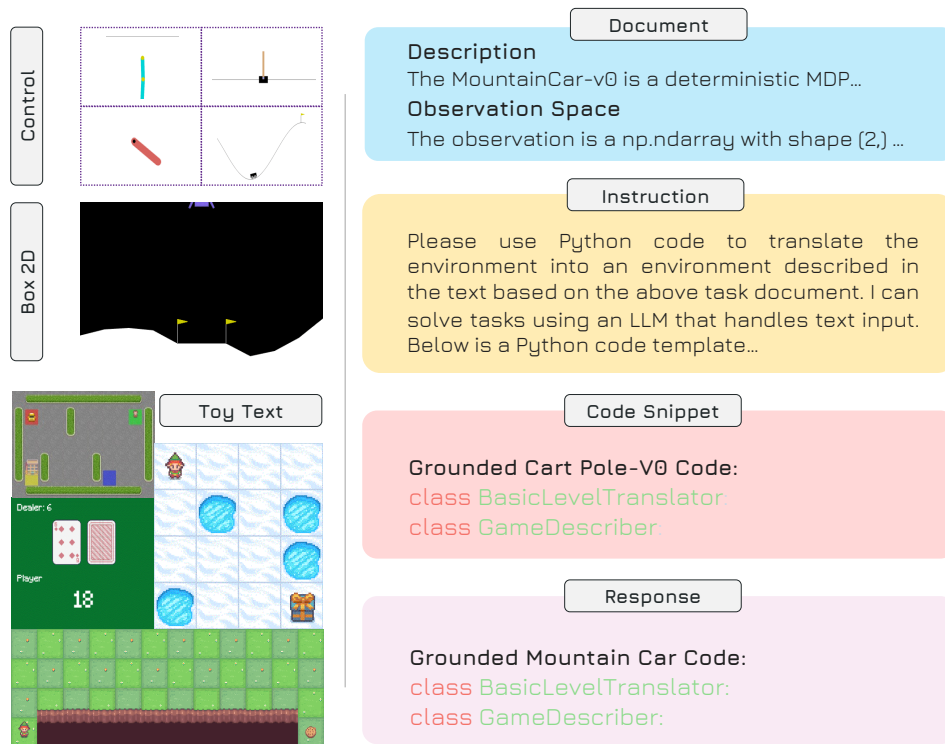 Control
Box 2D
Toy Text
Dealer: 6
Player
18
Document
Description
The MountainCar-v0 is a deterministic MDP…
Observation Space
The observation is a np.ndarray with shape (2,) …
Instruction
Please use Python code to translate the
environment into an environment described in
the text based on the above task document. I can
solve tasks using an LLM that handles text input.
Below is a Python code template…
Code Snippet
Grounded Cart Pole-V0 Code:
class BasicLevelTranslator:
class GameDescriber:
Response
Grounded Mountain Car Code:
class BasicLevelTranslator:
class GameDescriber: